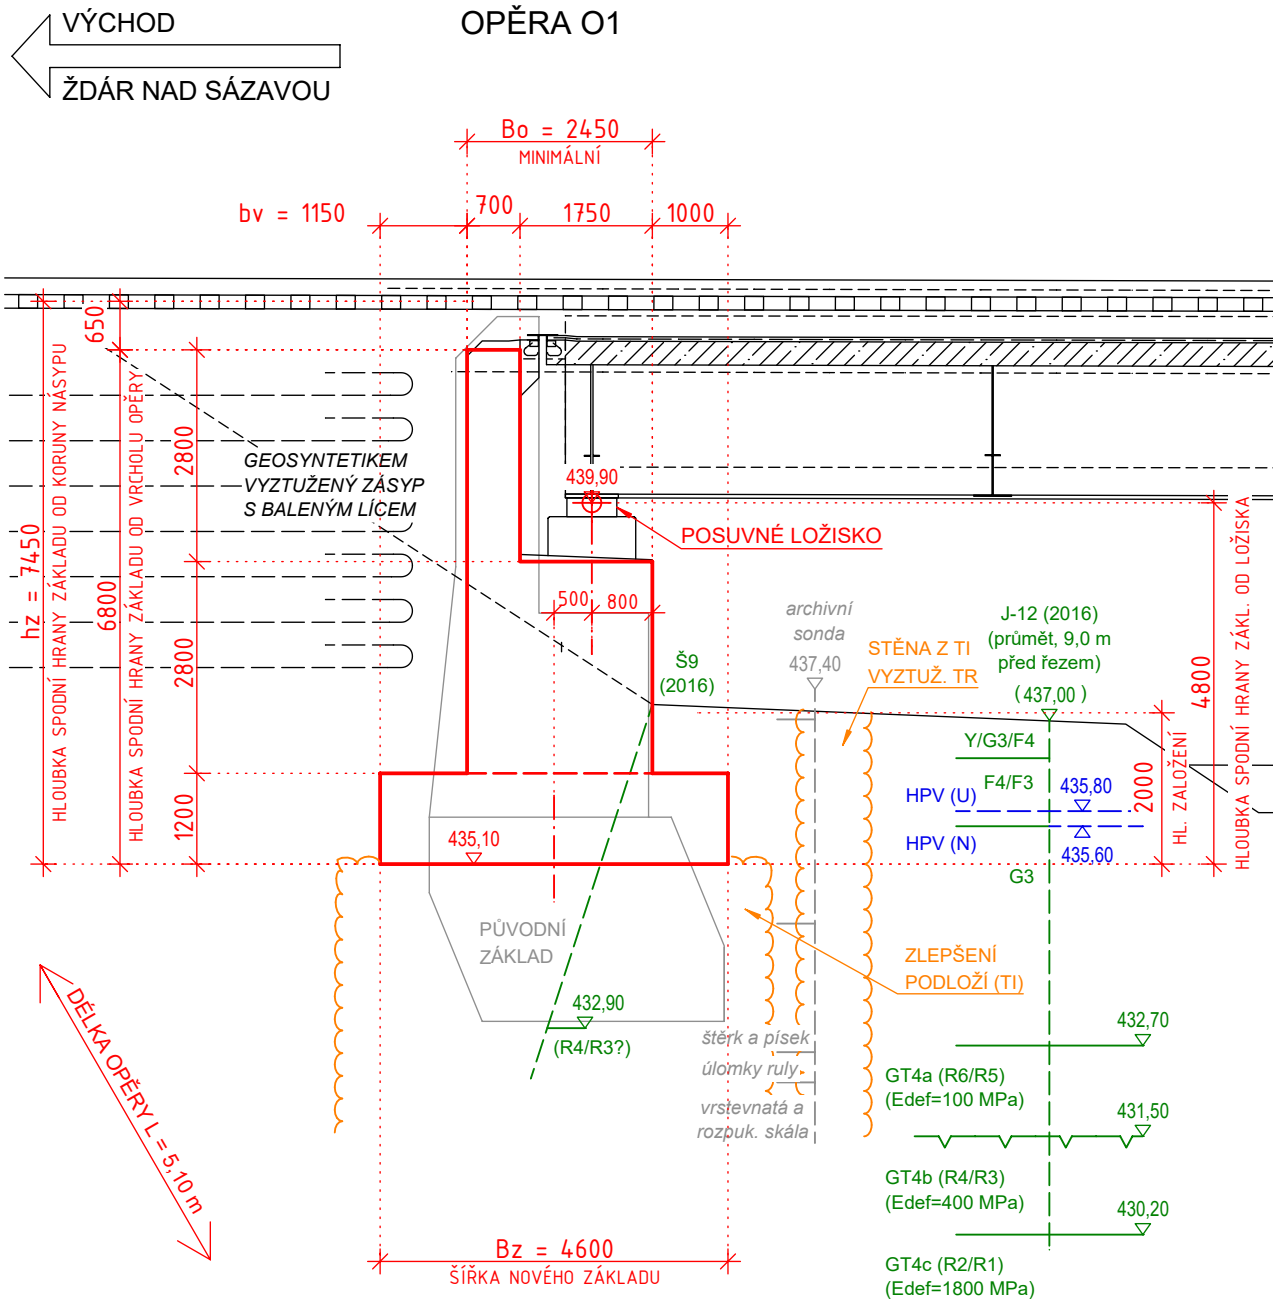 VÝCHOD
OPĚRA O1
ŽDÁR NAD SÁZAVOU
Bo = 2450
MINIMÁLNÍ
bv = 1150
700
1750
1000
650
HLOUBKA SPODNÍ HRANY ZÁKLADU OD KORUNY NÁSYPU
hz = 7450
HLOUBKA SPODNÍ HRANY ZÁKLADU OD VRCHOLU OPĚRY
6800
2800
2800
1200
GEOSYNTETIKEM
VYZTUŽENÝ ZÁSYP
S BALENÝM LÍCEM
439,90
POSUVNÉ LOŽISKO
500
800
Š9
(2016)
archivní
sonda
437,40
STĚNA Z TI
VYZTUŽ. TR
J-12 (2016)
(průmět, 9,0 m
před řezem)
(437,00)
4800
HLOUBKA SPODNÍ HRANY ZÁKL. OD LOŽISKA
2000
HL. ZALOŽENÍ
Y/G3/F4
F4/F3
HPV (U)
435,80
HPV (N)
435,60
G3
435,10
PŮVODNÍ
ZÁKLAD
432,90
(R4/R3?)
ZLEPŠENÍ
PODLOŽÍ (TI)
štěrk a písek
úlomky ruly
vrstevnatá a
rozpuk. skála
432,70
GT4a (R6/R5)
(Edef=100 MPa)
431,50
GT4b (R4/R3)
(Edef=400 MPa)
430,20
GT4c (R2/R1)
(Edef=1800 MPa)
DÉLKA OPĚRY L = 5,10 m
Bz = 4600
ŠÍŘKA NOVÉHO ZÁKLADU